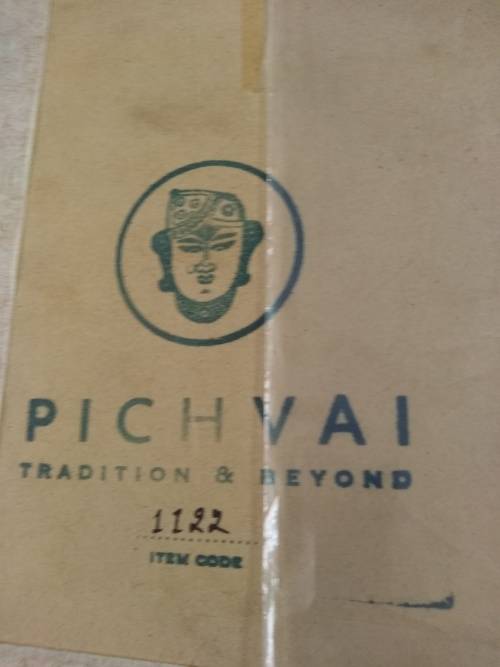 PICHVAI
TRADITION & BEYOND
1122
ITEM CODE